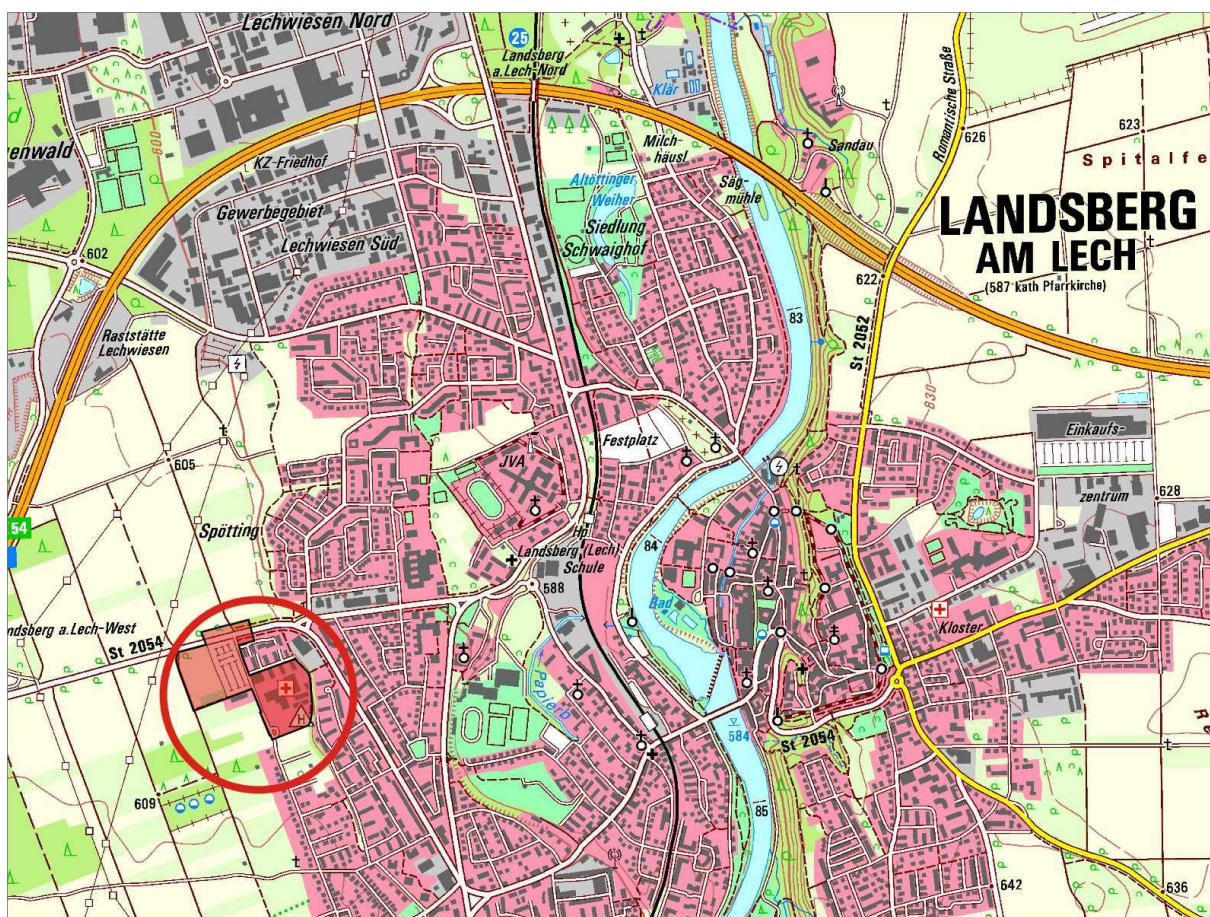 Lechwiesen Nord
25
Landsberg
a.Lech-Nord
Klär
600
Milch-
häusl
Sandau
Romantische Straße
626
623
Spitalfe
enwald
KZ-Friedhof
Altöttinger
Weiher
Säg-
mühle
LANDSBERG
AM LECH
(587 kath Pfarrkirche)
Gewerbegebiet
Lechwiesen Süd
Siedlung
Schwaighof
602
622
83
St 2052
Raststätte
Lechwiesen
630
Einkaufs-
zentrum
628
Festplatz
JVA
605
54
Spötting
Hp
Landsberg (Lech)
Schule
588
84
Bad
Kloster
ndsberg a.Lech-West
St 2054
H
Papierb
584
St 2054
609
85
642
636